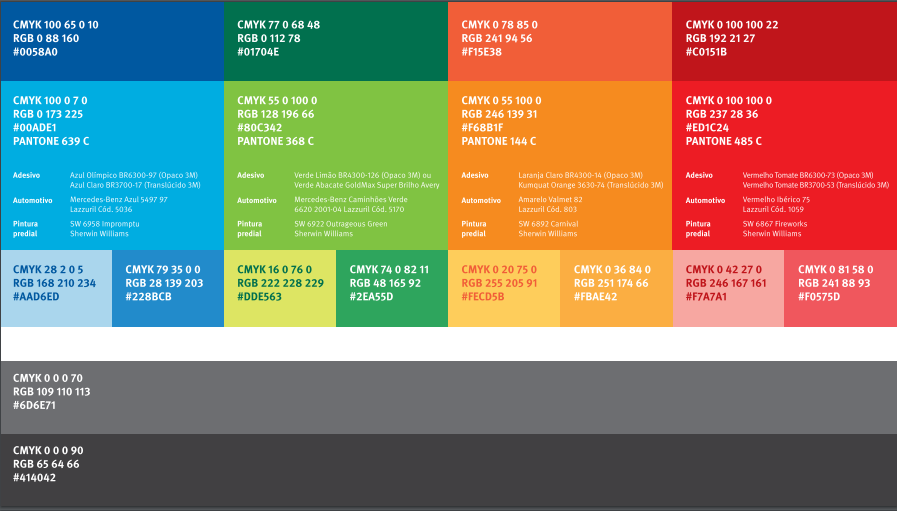 CMYK 100 65 0 10
RGB 0 88 160
#0058A0
CMYK 77 0 68 48
RGB 0 112 78
#01704E
CMYK 0 78 85 0
RGB 241 94 56
#F15E38
CMYK 0 100 100 22
RGB 192 21 27
#C0151B
CMYK 100 0 7 0
RGB 0 173 225
#00ADE1
PANTONE 639 C
Adesivo
Azul Olímpico BR6300-97 (Opaco 3M)
Azul Claro BR3700-17 (Translúcido 3M)
Automotivo
Mercedes-Benz Azul 5497 97
Lazzuril Cód. 5036
Pintura
predial
SW 6958 Impromptu
Sherwin Williams
CMYK 55 0 100 0
RGB 128 196 66
#80C342
PANTONE 368 C
Adesivo
Verde Limão BR4300-126 (Opaco 3M) ou
Verde Abacate GoldMax Super Brilho Avery
Automotivo
Mercedes-Benz Caminhões Verde
6620 2001-04 Lazzuril Cód. 5170
Pintura
predial
SW 6922 Outrageous Green
Sherwin Williams
CMYK 0 55 100 0
RGB 246 139 31
#F68B1F
PANTONE 144 C
Adesivo
Laranja Claro BR4300-14 (Opaco 3M)
Kumquat Orange 3630-74 (Translúcido 3M)
Automotivo
Amarelo Valmet 82
Lazzuril Cód. 803
Pintura
predial
SW 6892 Carnival
Sherwin Williams
CMYK 0 100 100 0
RGB 237 28 36
#ED1C24
PANTONE 485 C
Adesivo
Vermelho Tomate BR6300-73 (Opaco 3M)
Vermelho Tomate BR3700-53 (Translúcido 3M)
Automotivo
Vermelho Ibérico 75
Lazzuril Cód. 1059
Pintura
predial
SW 6867 Fireworks
Sherwin Williams
CMYK 28 2 0 5
RGB 168 210 234
#AAD6ED
CMYK 79 35 0 0
RGB 28 139 203
#228BCB
CMYK 16 0 76 0
RGB 222 228 229
#DDE563
CMYK 74 0 82 11
RGB 48 165 92
#2EA55D
CMYK 0 20 75 0
RGB 255 205 91
#FECD5B
CMYK 0 36 84 0
RGB 251 174 66
#FBAE42
CMYK 0 42 27 0
RGB 246 167 161
#F7A7A1
CMYK 0 81 58 0
RGB 241 88 93
#F0575D
CMYK 0 0 0 70
RGB 109 110 113
#6D6E71
CMYK 0 0 0 90
RGB 65 64 66
#414042